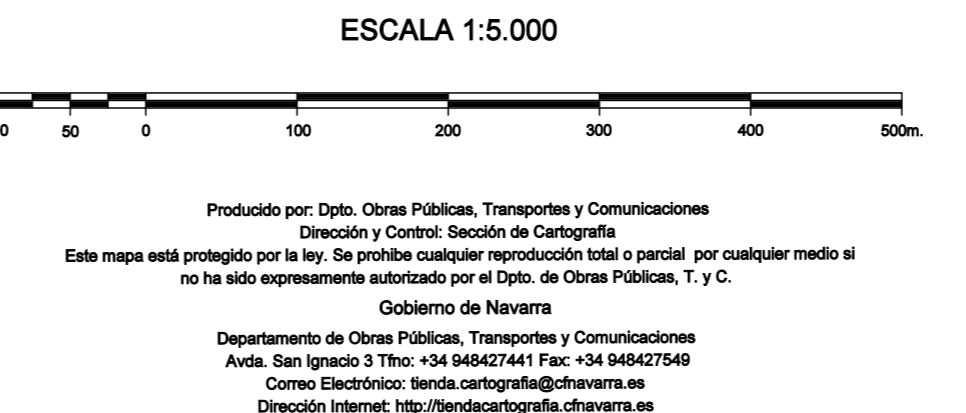 ESCALA 1:5.000
0 50 0 100 200 300 400 500m.
Producido por: Dpto. Obras Públicas, Transportes y Comunicaciones
Dirección y Control: Sección de Cartografía
Este mapa está protegido por la ley. Se prohibe cualquier reproducción total o parcial por cualquier medio si
no ha sido expresamente autorizado por el Dpto. de Obras Públicas, T. y C.
Gobierno de Navarra
Departamento de Obras Públicas, Transportes y Comunicaciones
Avda. San Ignacio 3 Tfno: +34 948427441 Fax: +34 948427549
Correo Electrónico: tienda.cartografia@cfnavarra.es
Dirección Internet: http://tiendacartografia.cfnavarra.es